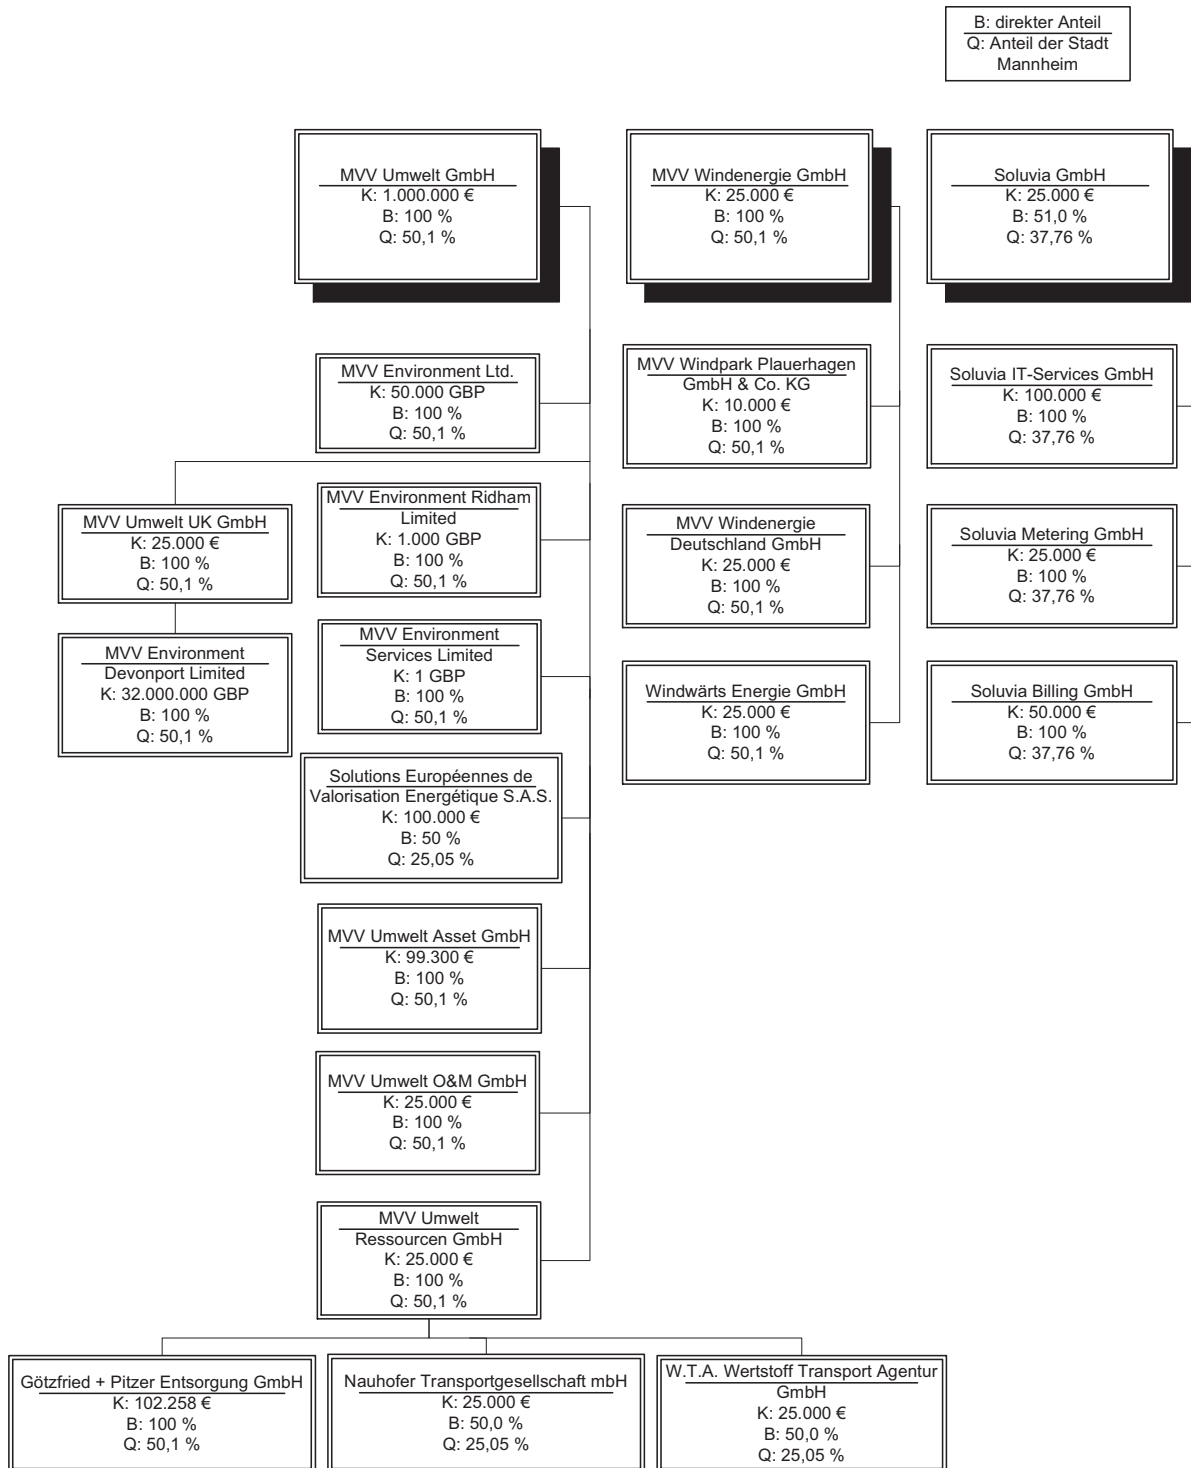 B: direkter Anteil
Q: Anteil der Stadt
Mannheim
MVV Umwelt GmbH
K: 1.000.000 €
B: 100 %
Q: 50,1 %
MVV Windenergie GmbH
K: 25.000 €
B: 100 %
Q: 50,1 %
Soluvia GmbH
K: 25.000 €
B: 51,0 %
Q: 37,76 %
MVV Environment Ltd.
K: 50.000 GBP
B: 100 %
Q: 50,1 %
MVV Windpark Plauerhagen
GmbH & Co. KG
K: 10.000 €
B: 100 %
Q: 50,1 %
Soluvia IT-Services GmbH
K: 100.000 €
B: 100 %
Q: 37,76 %
MVV Umwelt UK GmbH
K: 25.000 €
B: 100 %
Q: 50,1 %
MVV Environment Ridham
Limited
K: 1.000 GBP
B: 100 %
Q: 50,1 %
MVV Windenergie
Deutschland GmbH
K: 25.000 €
B: 100 %
Q: 50,1 %
Soluvia Metering GmbH
K: 25.000 €
B: 100 %
Q: 37,76 %
MVV Environment
Devonport Limited
K: 32.000.000 GBP
B: 100 %
Q: 50,1 %
MVV Environment
Services Limited
K: 1 GBP
B: 100 %
Q: 50,1 %
Windwärts Energie GmbH
K: 25.000 €
B: 100 %
Q: 50,1 %
Soluvia Billing GmbH
K: 50.000 €
B: 100 %
Q: 37,76 %
Solutions Européennes de
Valorisation Energétique S.A.S.
K: 100.000 €
B: 50 %
Q: 25,05 %
MVV Umwelt Asset GmbH
K: 99.300 €
B: 100 %
Q: 50,1 %
MVV Umwelt O&M GmbH
K: 25.000 €
B: 100 %
Q: 50,1 %
MVV Umwelt
Ressourcen GmbH
K: 25.000 €
B: 100 %
Q: 50,1 %
Götzfried + Pitzer Entsorgung GmbH
K: 102.258 €
B: 100 %
Q: 50,1 %
Nauhofer Transportgesellschaft mbH
K: 25.000 €
B: 50,0 %
Q: 25,05 %
W.T.A. Wertstoff Transport Agentur
GmbH
K: 25.000 €
B: 50,0 %
Q: 25,05 %